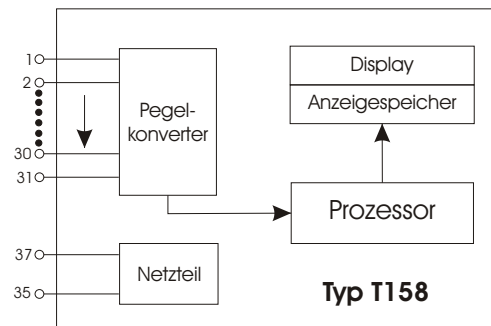 1
2
30
31
37
35
Pegel-
konverter
Netzteil
Display
Anzeigespeicher
Prozessor
Typ T158